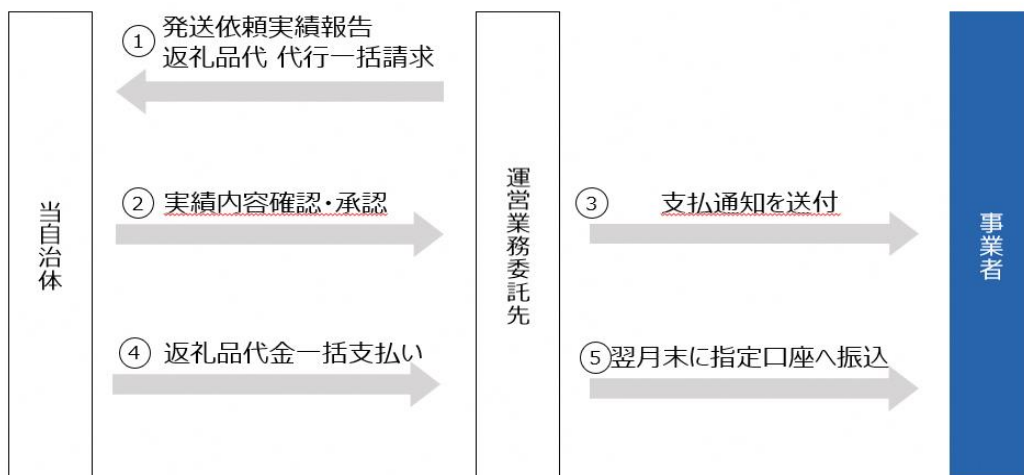 ① 発送依頼実績報告
返礼品代 代行一括請求
② 実績内容確認・承認
③ 支払通知を送付
④ 返礼品代金一括支払い
⑤翌月末に指定口座へ振込
当自治体
運営業務委託先
事業者